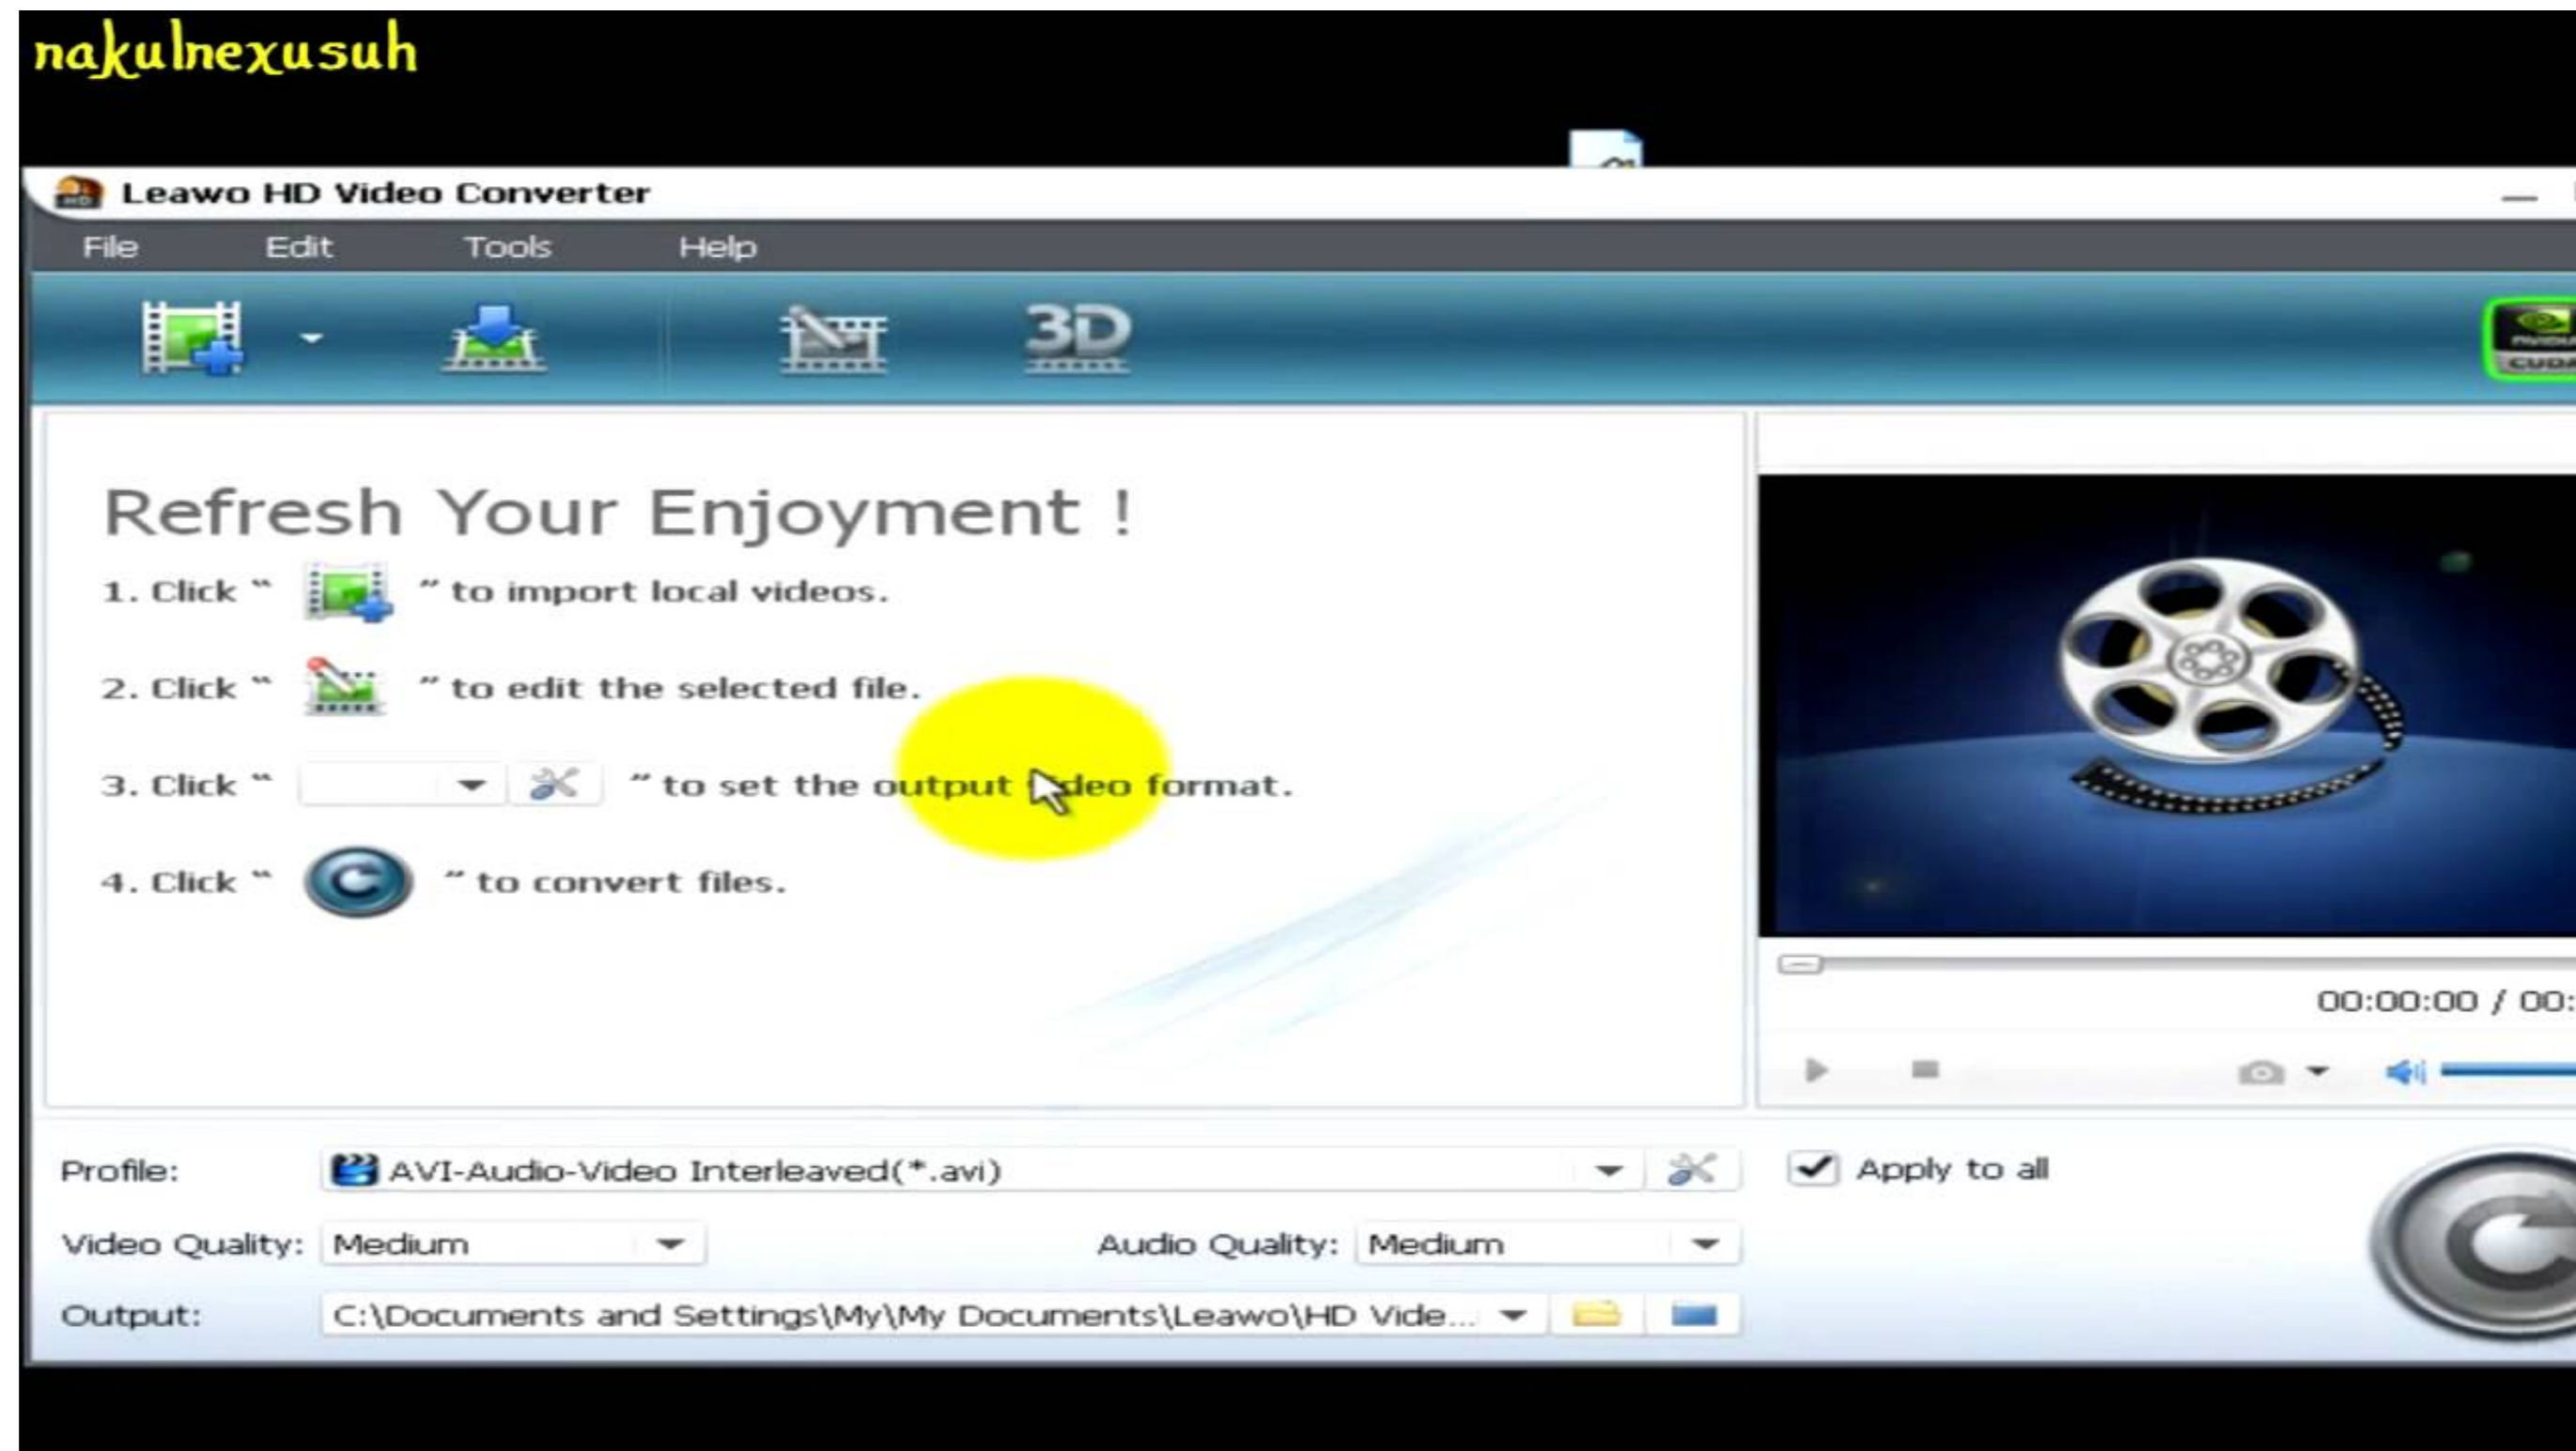 nakulnexusuh
Leawo HD Video Converter
File Edit Tools Help
3D
CUDA
Refresh Your Enjoyment !
1. Click “ ” to import local videos.
2. Click “ ” to edit the selected file.
3. Click “ ” to set the output video format.
4. Click “ ” to convert files.
00:00:00 / 00:
Profile: AVI-Audio-Video Interleaved(*.avi) Apply to all
Video Quality: Medium Audio Quality: Medium
Output: C:\Documents and Settings\My\My Documents\Leawo\HD Vide...